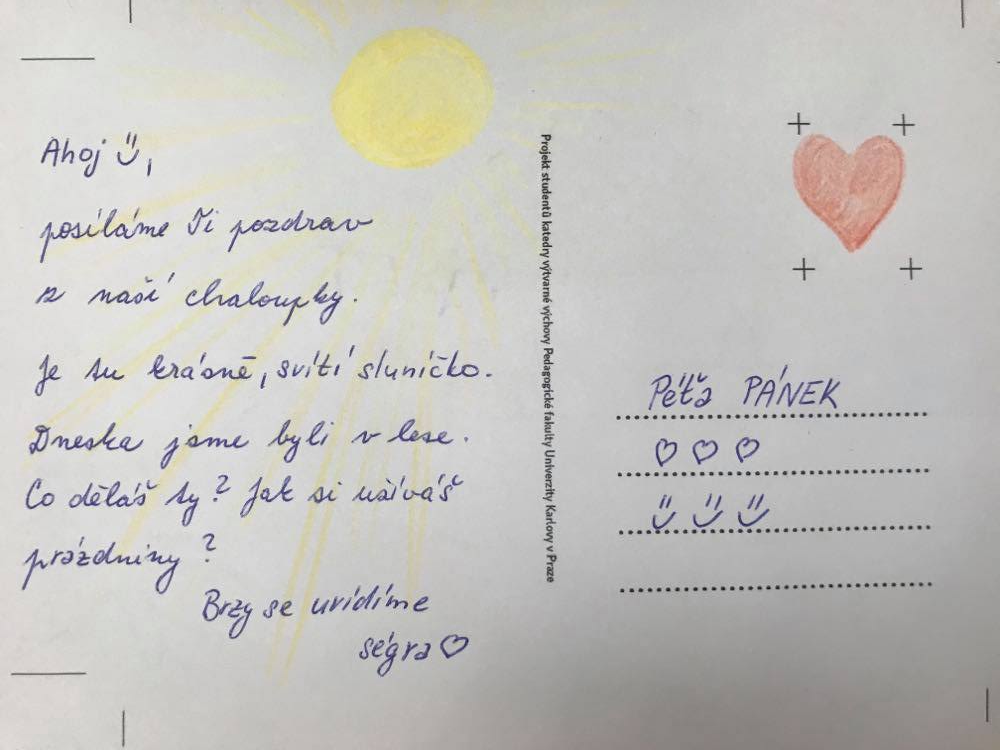 Ahoj ,
posíláme Ti pozdrav
z naší chaloupky.
Je tu krásně, svítí sluníčko.
Dneska jsme byli v lese.
Co děláš ty? Jak si užíváš
prázdniny?
Brzy se uvidíme
ségra♡
Projekt studentů katedry výtvarné výchovy Pedagogické fakulty Univerzity Karlovy v Praze
Péťa PÁNEK
♡ ♡ ♡